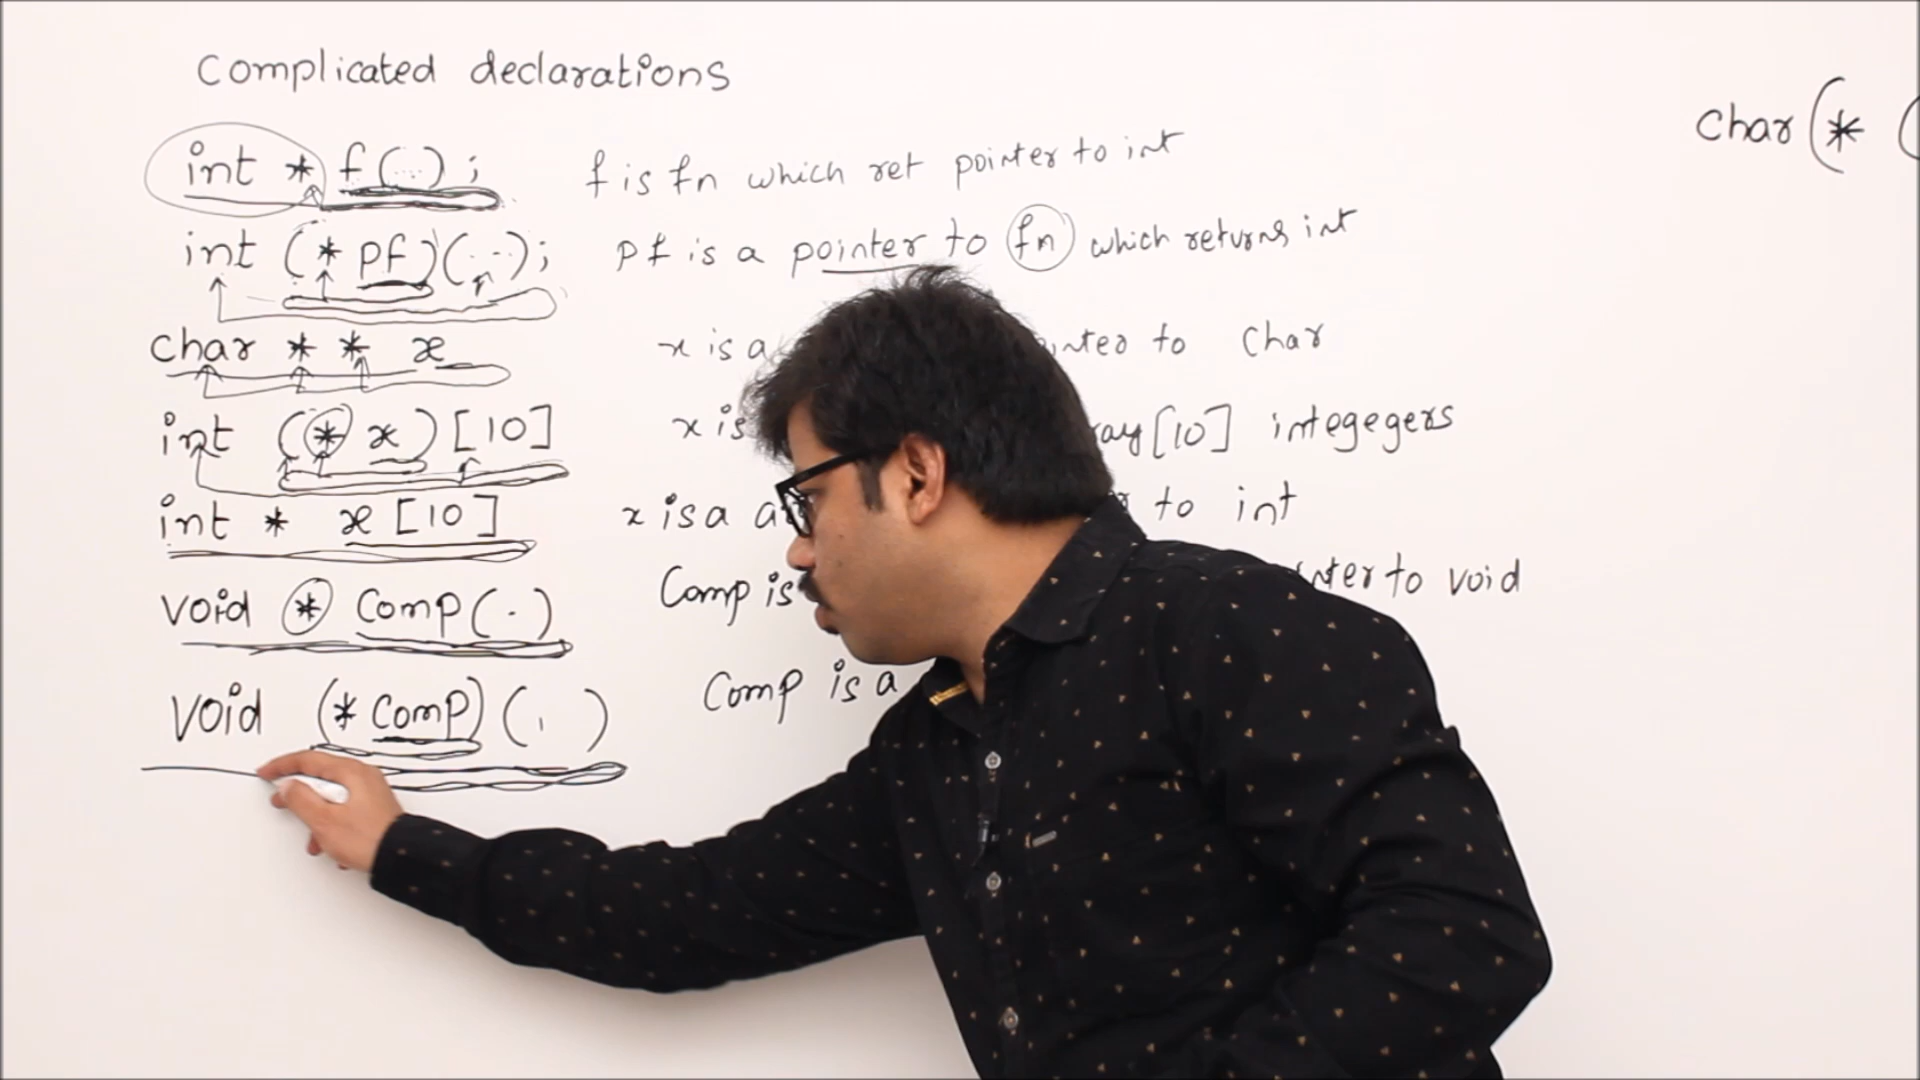 Complicated declarations
int * f(...); f is fn which ret pointer to int
int (* pf)(...); pf is a pointer to fn which returns int
char * * x x is a to char
int (* x)[10] x is [10] integegers
int * x[10] x is a to int
void * Comp(.) Comp is to void
void (* comp)(, ) Comp is a
Char (* (